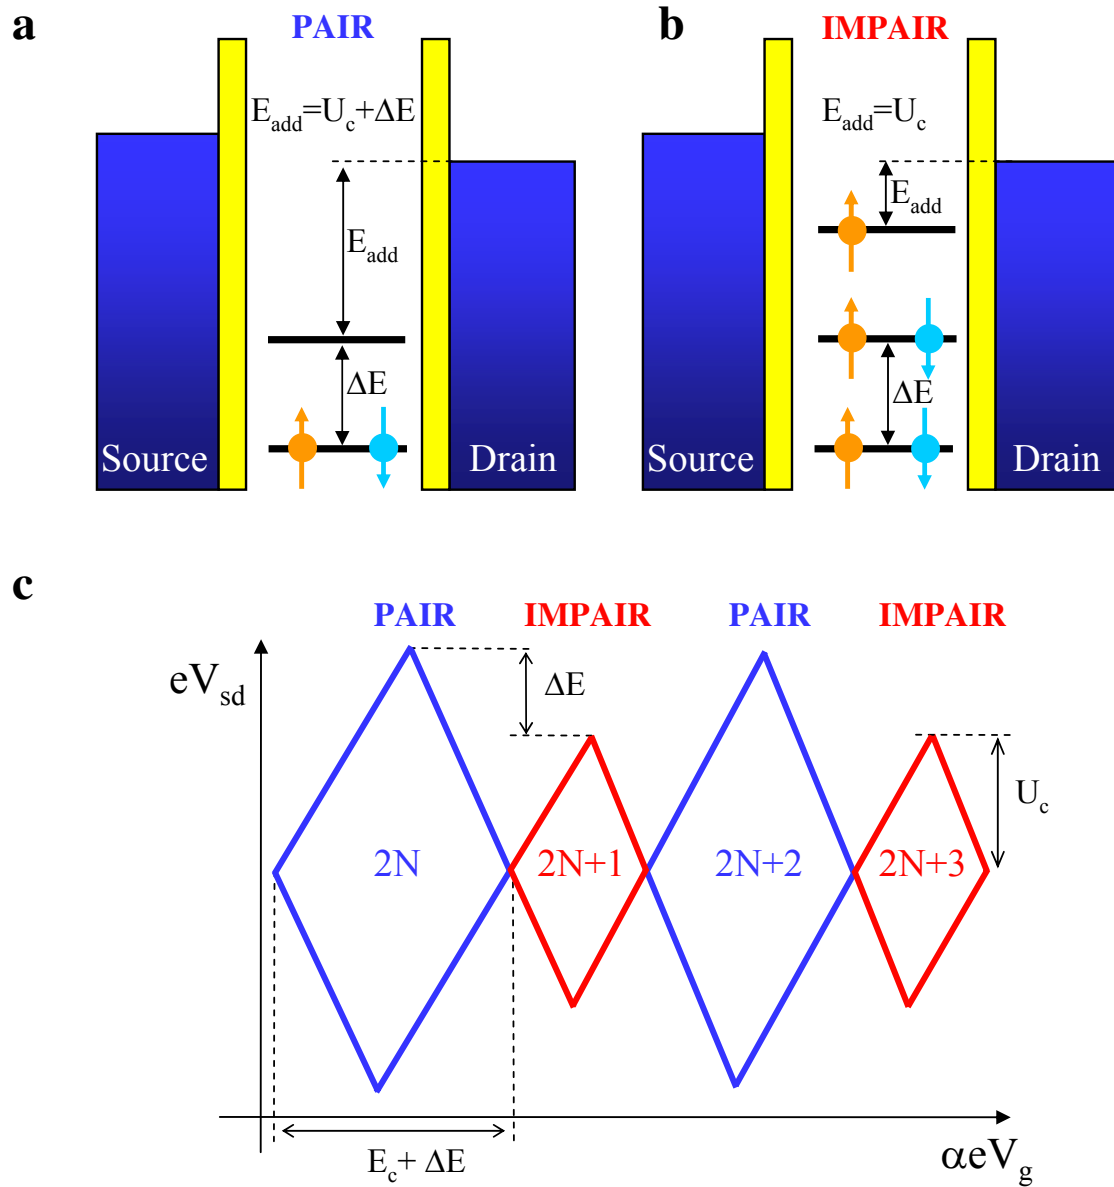 a
PAIR
E_add=U_c+ΔE
E_add
ΔE
Source
Drain
b
IMPAIR
E_add=U_c
E_add
ΔE
Source
Drain
c
PAIR IMPAIR PAIR IMPAIR
eV_sd
ΔE
U_c
2N 2N+1 2N+2 2N+3
E_c+ ΔE
αeV_g